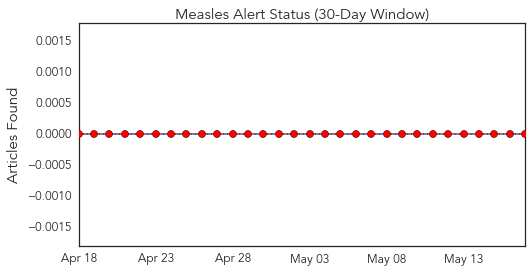 Measles Alert Status (30-Day Window)
Articles Found
0.0015
0.0010
0.0005
0.0000
−0.0005
−0.0010
−0.0015
Apr 18 Apr 23 Apr 28 May 03 May 08 May 13